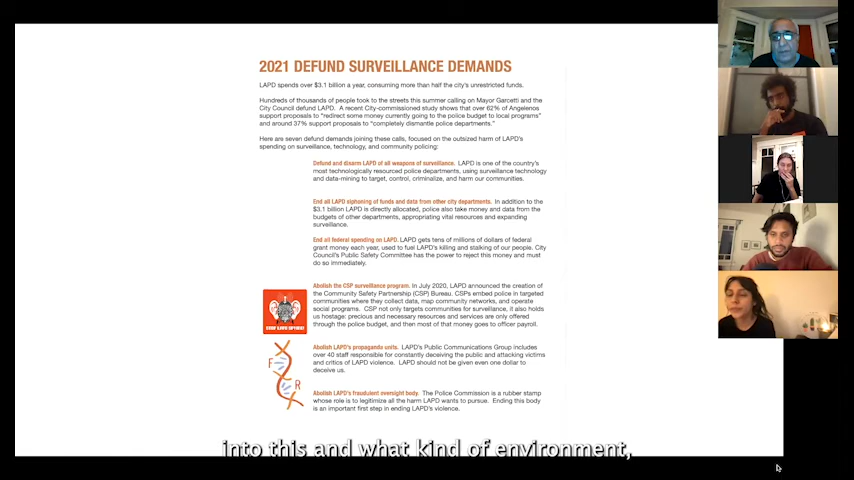 2021 DEFUND SURVEILLANCE DEMANDS
LAPD spends over $3.1 billion a year, consuming more than half the city's unrestricted funds.
Hundreds of thousands of people took to the streets this summer calling on Mayor Garcetti and the
City Council defund LAPD. A recent City-commissioned study shows that over 62% of Angelenos
support proposals to "redirect some money currently going to the police budget to local programs"
and around 37% support proposals to "completely dismantle police departments."
Here are seven defund demands joining these calls, focused on the outsized harm of LAPD's
spending on surveillance, technology, and community policing:
Defund and disarm LAPD of all weapons of surveillance. LAPD is one of the country's
most technologically resourced police departments, using surveillance technology
and data-mining to target, control, criminalize, and harm our communities.
End all LAPD siphoning of funds and data from other city departments. In addition to the
$3.1 billion LAPD is directly allocated, police also take money and data from the
budgets of other departments, appropriating vital resources and expanding
surveillance.
End all federal spending on LAPD. LAPD gets tens of millions of dollars of federal
grant money each year, used to fuel LAPD's killing and stalking of our people. City
Council's Public Safety Committee has the power to reject this money and must
do so immediately.
Abolish the CSP surveillance program. In July 2020, LAPD announced the creation of
the Community Safety Partnership (CSP) Bureau. CSPs embed police in targeted
communities where they collect data, map community networks, and operate
social programs. CSP not only targets communities for surveillance, it also holds
us hostage: precious and necessary resources and services are only offered
through the police budget, and then most of that money goes to officer payroll.
STOP LAPD SPYING
Abolish LAPD's propaganda units. LAPD's Public Communications Group includes
over 40 staff responsible for constantly deceiving the public and attacking victims
and critics of LAPD violence. LAPD should not be given even one dollar to
deceive us.
F
R
Abolish LAPD's fraudulent oversight body. The Police Commission is a rubber stamp
whose role is to legitimize all the harm LAPD wants to pursue. Ending this body
is an important first step in ending LAPD's violence.
into this and what kind of environment,